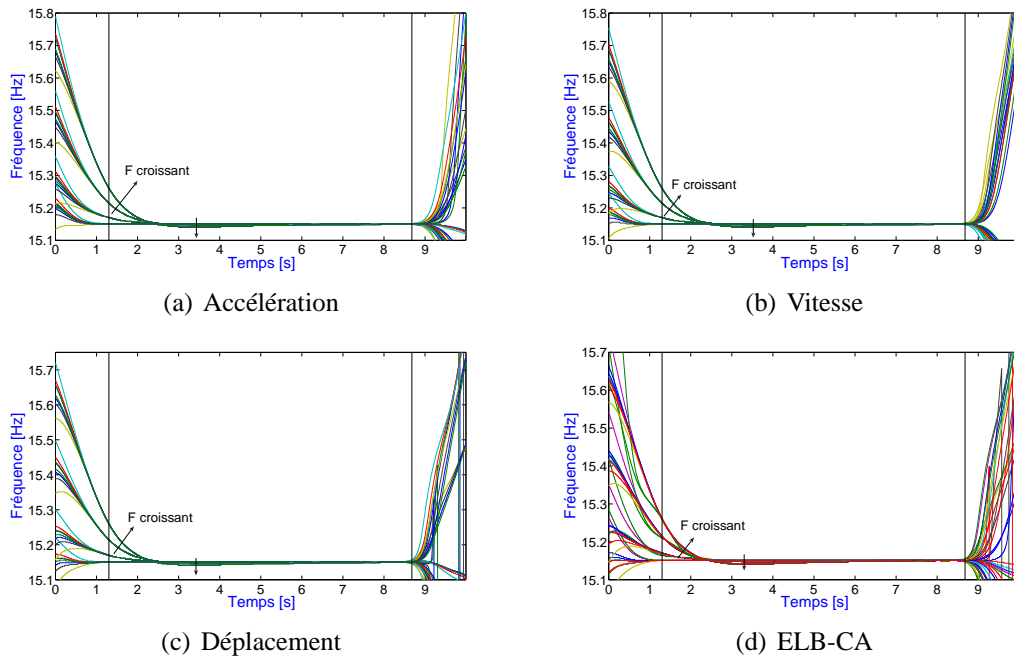 15.8
15.7
15.6
15.5
15.4
15.3
15.2
15.1
Fréquence [Hz]
F croissant
0 1 2 3 4 5 6 7 8 9
Temps [s]
(a) Accélération
15.8
15.7
15.6
15.5
15.4
15.3
15.2
15.1
Fréquence [Hz]
F croissant
0 1 2 3 4 5 6 7 8 9
Temps [s]
(b) Vitesse
15.7
15.6
15.5
15.4
15.3
15.2
15.1
Fréquence [Hz]
F croissant
0 1 2 3 4 5 6 7 8 9
Temps [s]
(c) Déplacement
15.7
15.6
15.5
15.4
15.3
15.2
15.1
Fréquence [Hz]
F croissant
0 1 2 3 4 5 6 7 8 9
Temps [s]
(d) ELB-CA